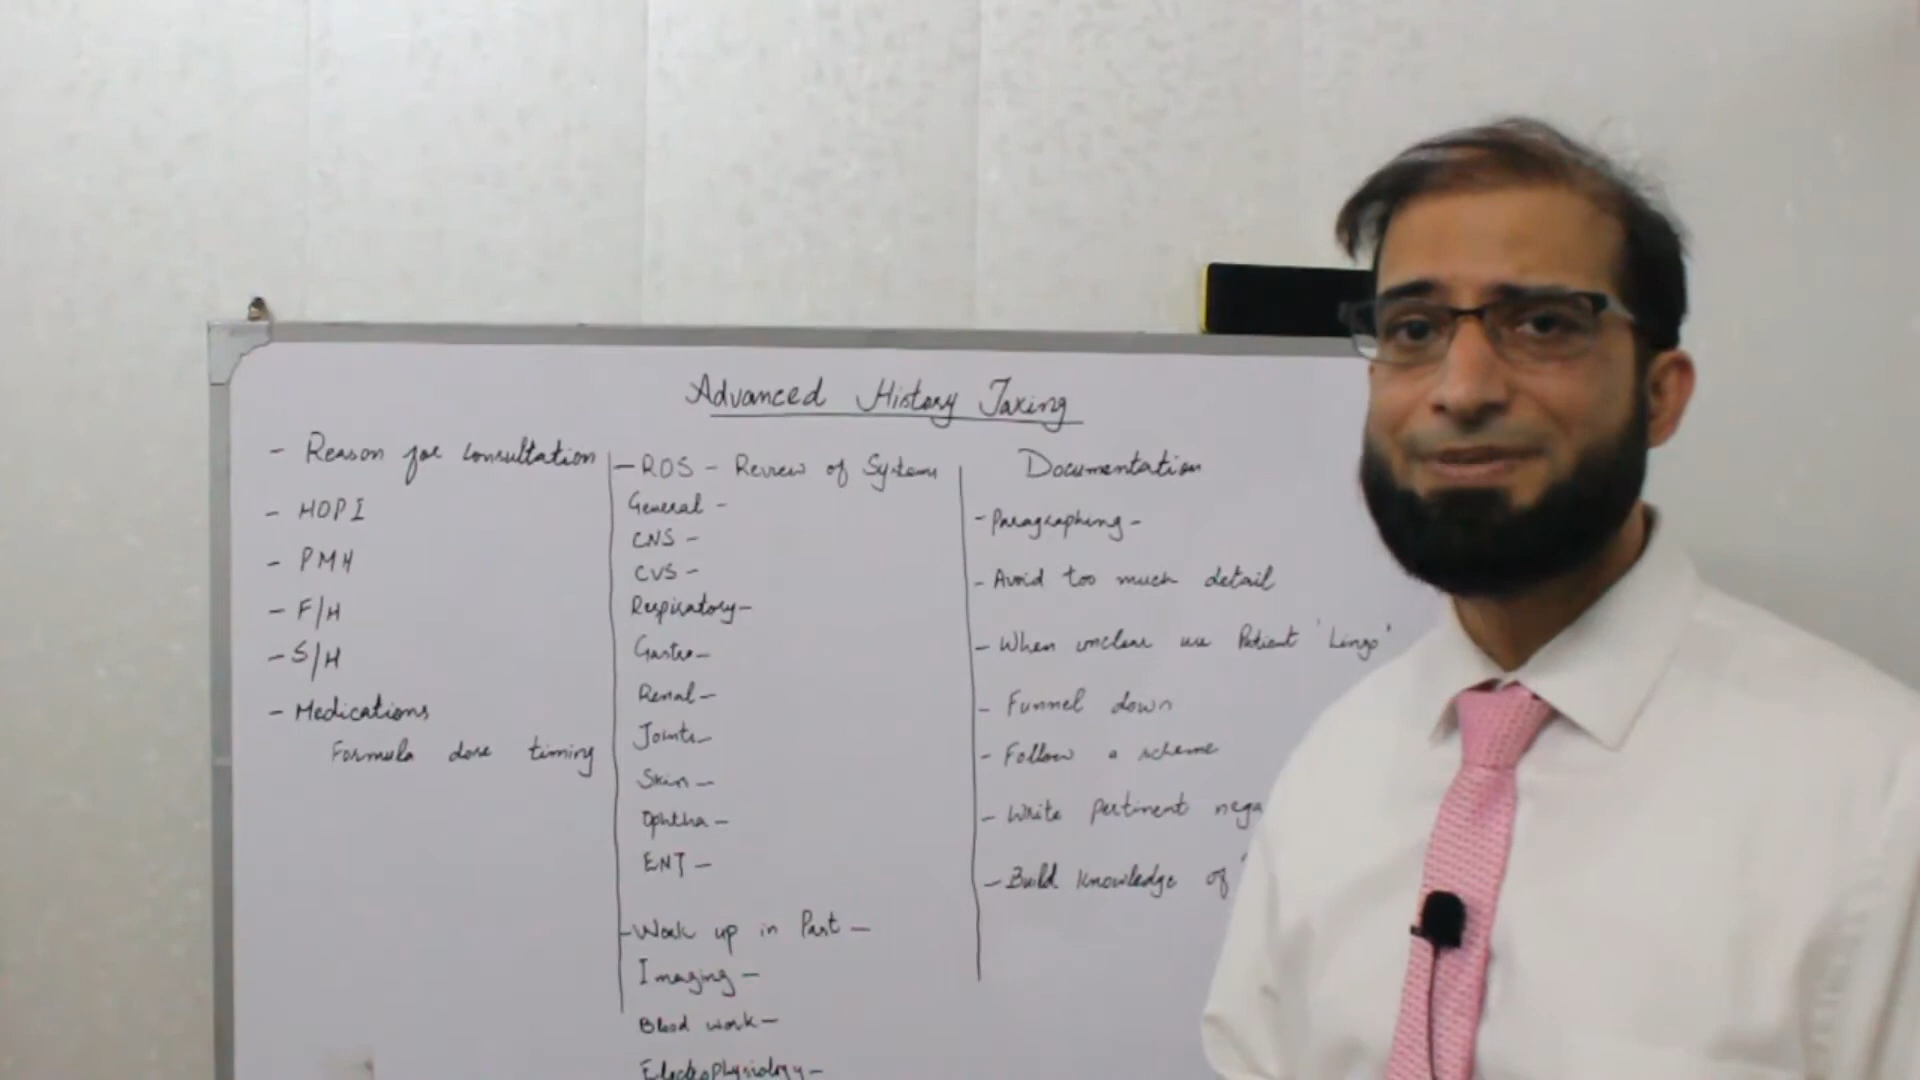 Advanced History Taking
- Reason for consultation
- HOPI
- PMH
- F/H
- S/H
- Medications
Formula dose timing
- ROS - Review of Systems
General -
CNS -
CVS -
Respiratory -
Gastro -
Renal -
Joints -
Skin -
Ophtha -
ENT -
- Work up in Past -
Imaging -
Blood work -
Electrophysiology -
Documentation
- Paragraphing -
- Avoid too much detail
- When unclear use Patient 'Lingo'
- Funnel down
- Follow a scheme
- Write pertinent nega
- Build Knowledge of